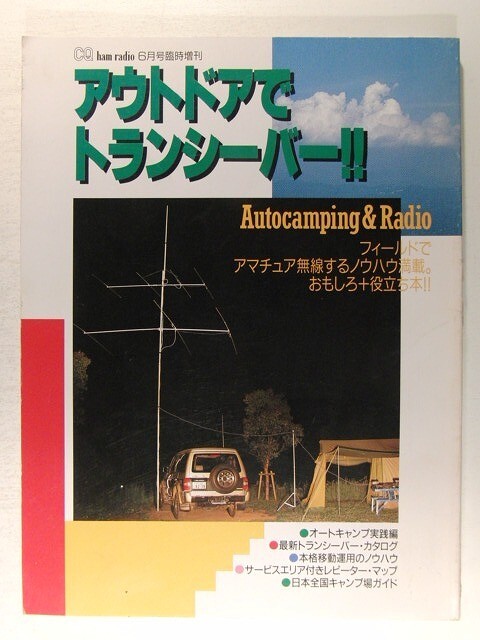 CQ ham radio 6月号臨時増刊
アウトドアで
トランシーバー!!
Autocamping & Radio
フィールドで
アマチュア無線するノウハウ満載。
おもしろ+役立ち本!!
●オートキャンプ実践編
●最新トランシーバー・カタログ
●本格移動運用のノウハウ
●サービスエリア付きレピーター・マップ
●日本全国キャンプ場ガイド